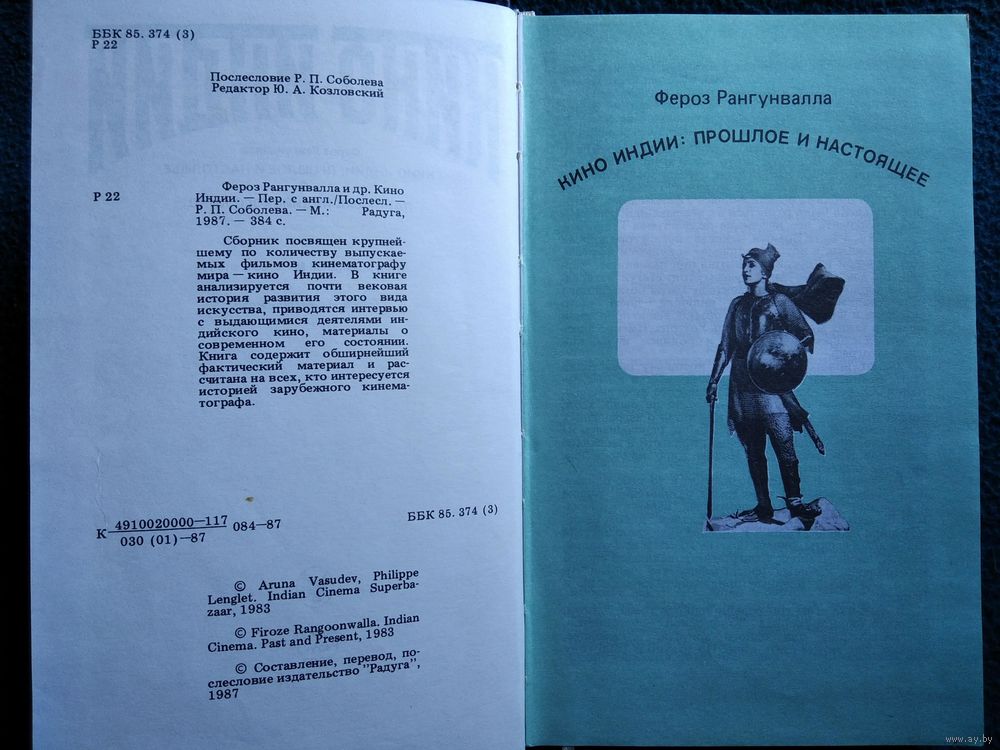 ББК 85. 374 (3)
Р 22
Послесловие Р. П. Соболева
Редактор Ю. А. Козловский
Р 22
Фероз Рангунвалла и др. Кино
Индии. — Пер. с англ./Послесл. —
Р. П. Соболева. — М.: Радуга,
1987. — 384 с.
Сборник посвящен крупней-
шему по количеству выпускае-
мых фильмов кинематографу
мира — кино Индии. В книге
анализируется почти вековая
история развития этого вида
искусства, приводятся интервью
с выдающимися деятелями ин-
дийского кино, материалы о
современном его состоянии.
Книга содержит обширнейший
фактический материал и рас-
считана на всех, кто интересуется
историей зарубежного кинема-
тографа.
К 4910020000—117 084—87
030 (01)—87
ББК 85. 374 (3)
© Aruna Vasudev, Philippe
Lenglet. Indian Cinema Superba-
zaar, 1983
© Firoze Rangoonwalla. Indian
Cinema. Past and Present, 1983
© Составление, перевод, по-
слесловие издательство "Радуга",
1987
Фероз Рангунвалла
КИНО ИНДИИ: ПРОШЛОЕ И НАСТОЯЩЕЕ
www.ay.by